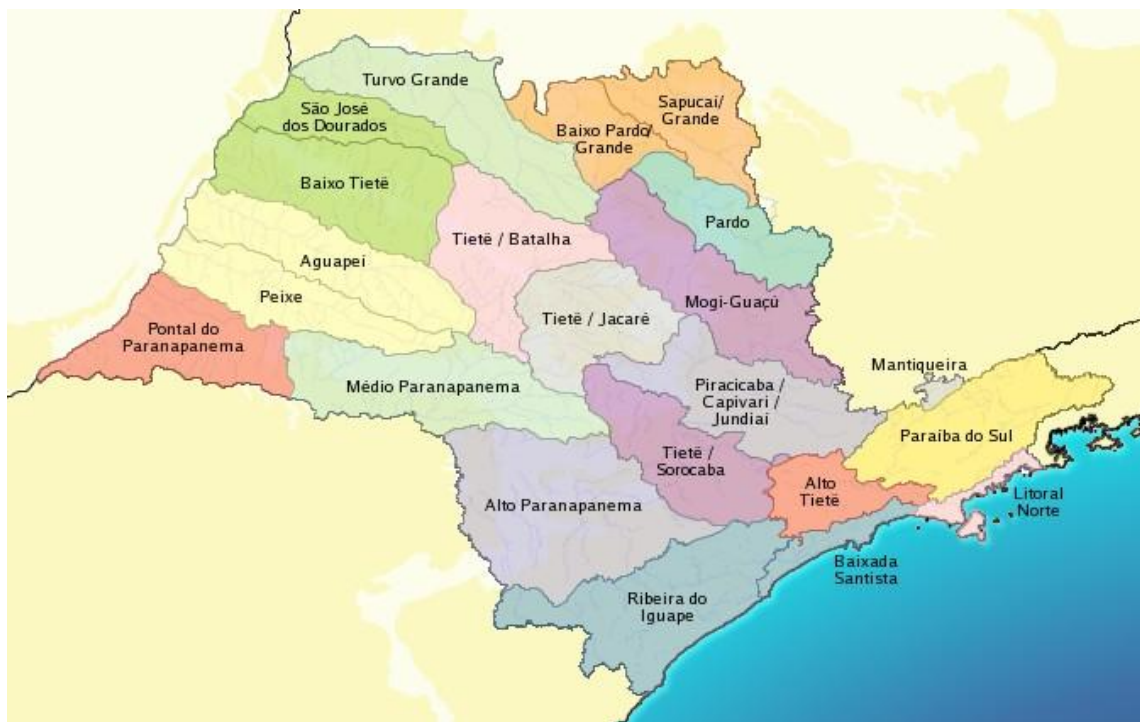 Turvo Grande
Sapucaí/
Grande
São José
dos Dourados
Baixo Pardo/
Grande
Baixo Tietê
Pardo
Tietê / Batalha
Aguapeí
Peixe
Mogi-Guaçú
Tietê / Jacaré
Pontal do
Paranapanema
Mantiqueira
Médio Paranapanema
Piracicaba /
Capivari /
Jundiaí
Paraíba do Sul
Tietê /
Sorocaba
Alto
Tietê
Litoral
Norte
Alto Paranapanema
Baixada
Santista
Ribeira do
Iguape